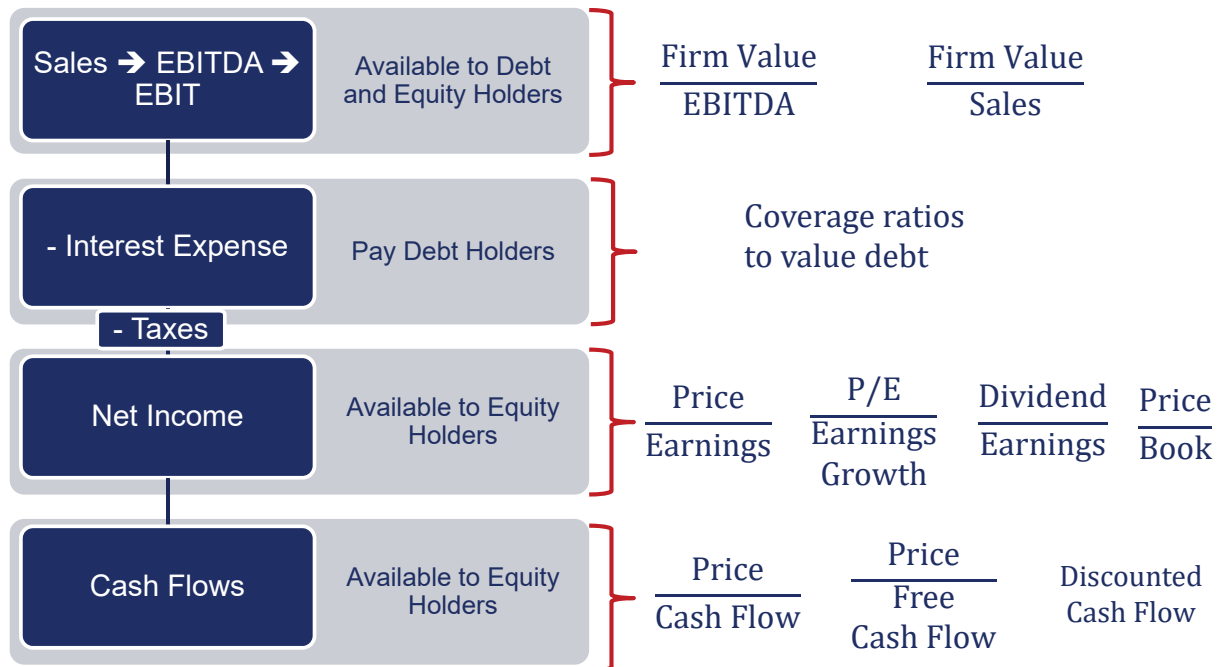 Sales ➔ EBITDA ➔
EBIT
Available to Debt
and Equity Holders
Firm Value
EBITDA
Firm Value
Sales
- Interest Expense
Pay Debt Holders
Coverage ratios
to value debt
- Taxes
Net Income
Available to Equity
Holders
Price
Earnings
P/E
Earnings
Growth
Dividend
Earnings
Price
Book
Cash Flows
Available to Equity
Holders
Price
Cash Flow
Price
Free
Cash Flow
Discounted
Cash Flow